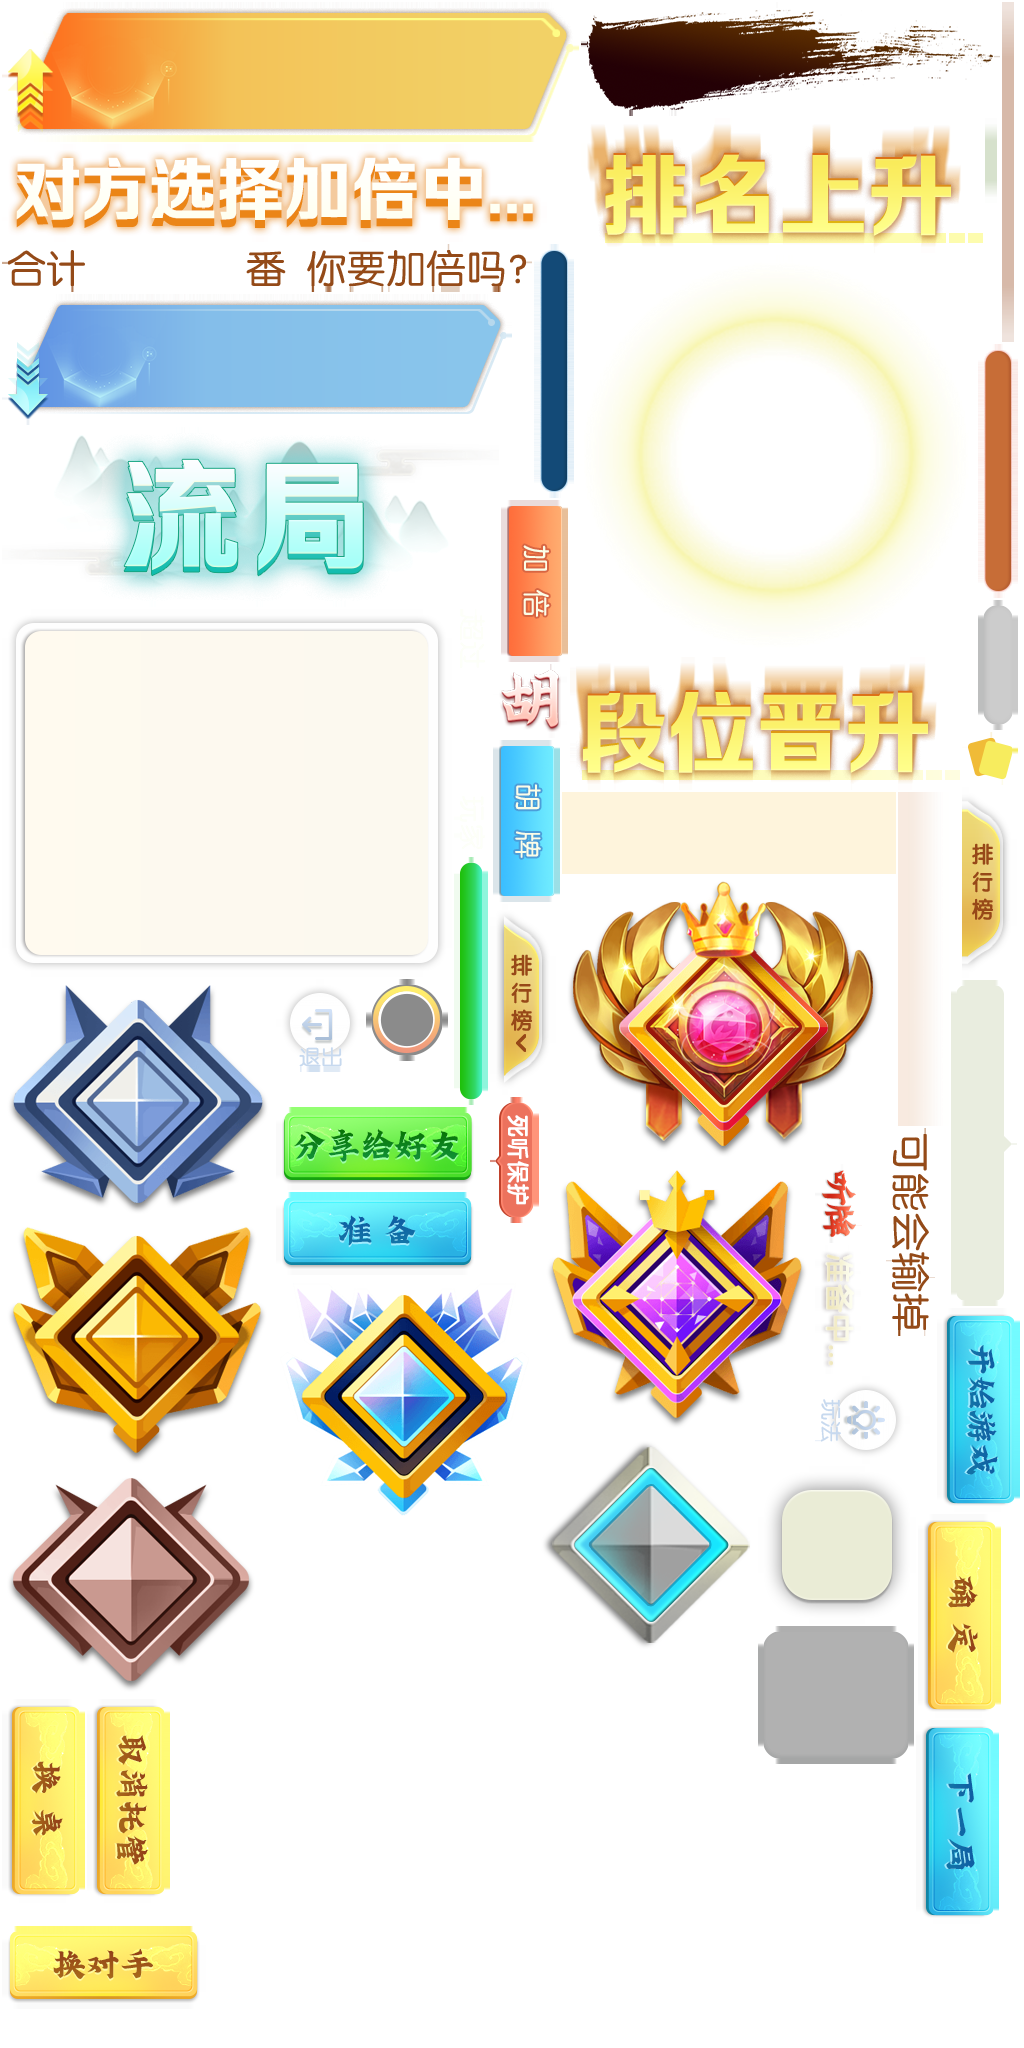 对方选择加倍中...
排名上升
合计
番
你要加倍吗?
流局
加倍
胡
段位晋升
胡牌
排行榜
排行榜
退出
分享给好友
死听保护
准备
听牌
可能会输掉
准备中...
玩法
开始游戏
确定
换桌
取消托管
下一局
换对手